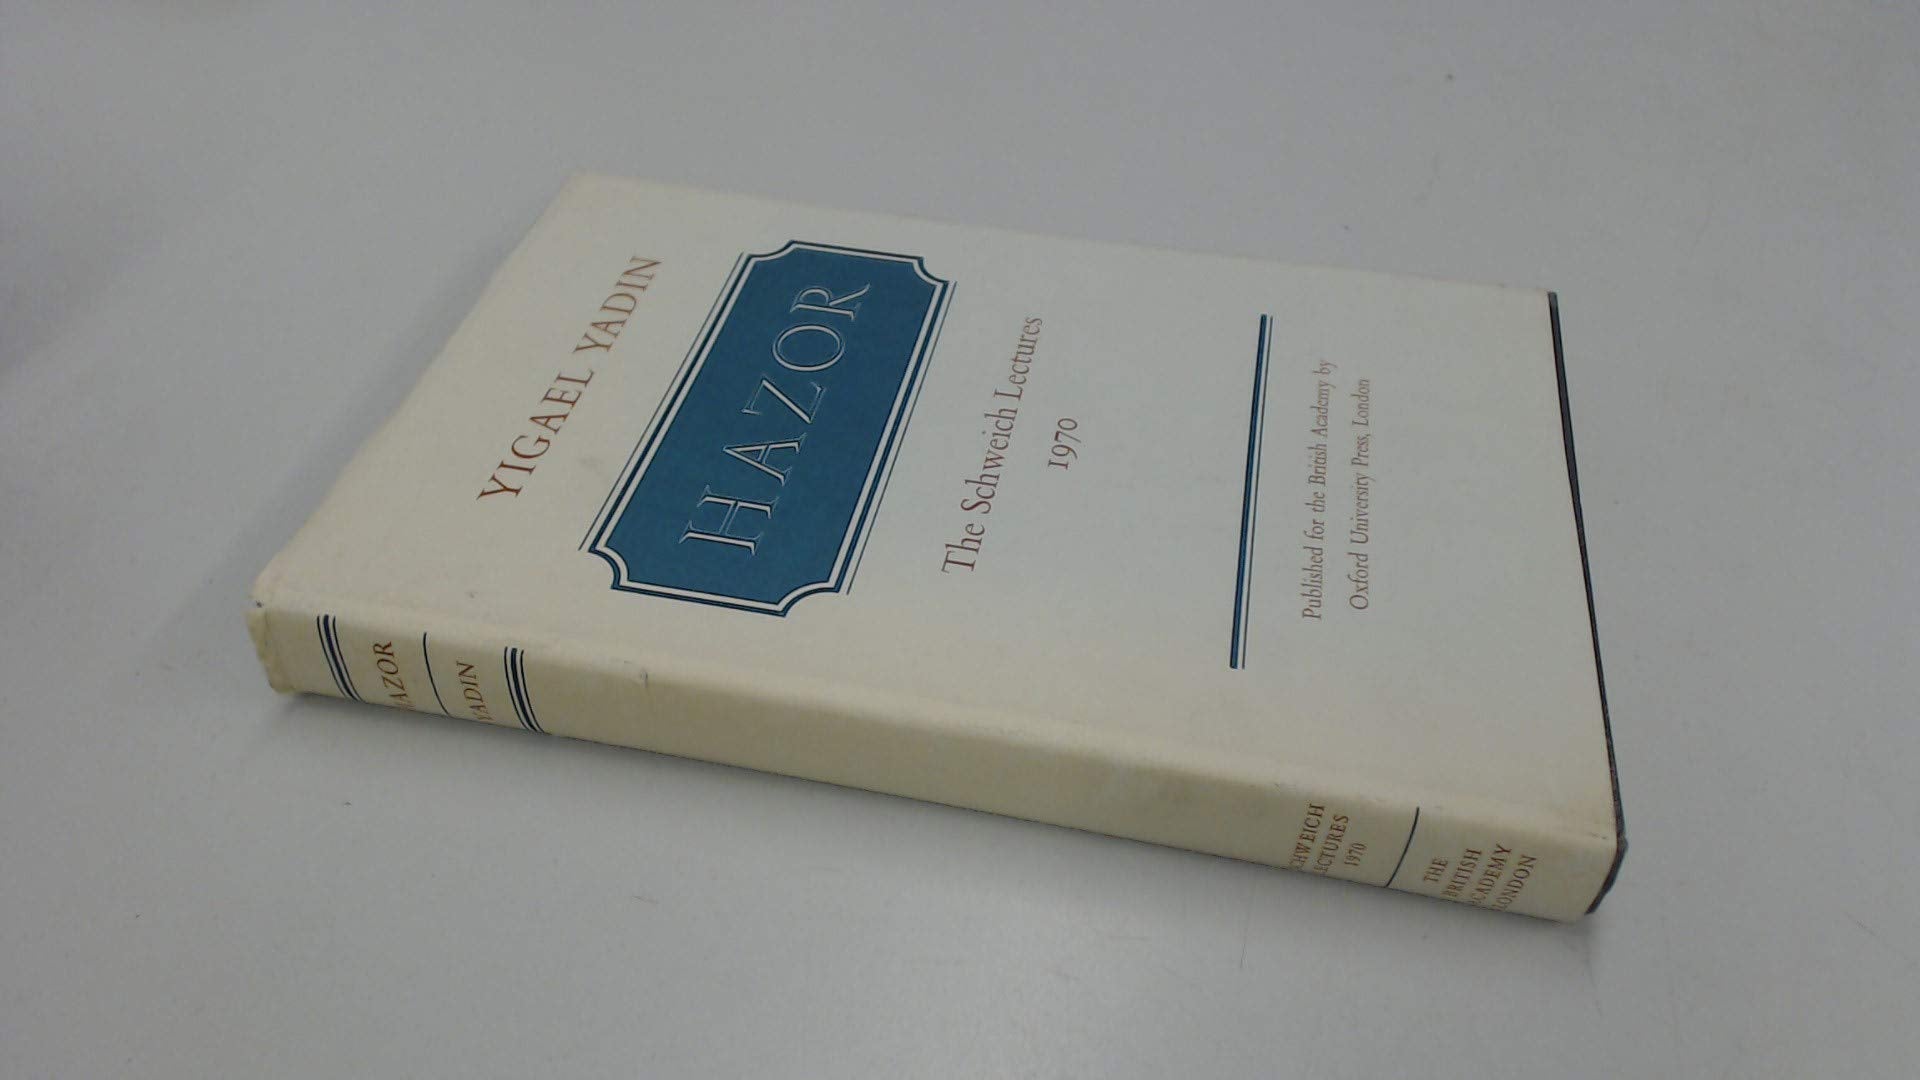 YIGAEL YADIN
HAZOR
The Schweich Lectures
1970
Published for the British Academy by
Oxford University Press, London
HAZOR
YADIN
SCHWEICH
LECTURES
1970
THE
BRITISH
ACADEMY
LONDON